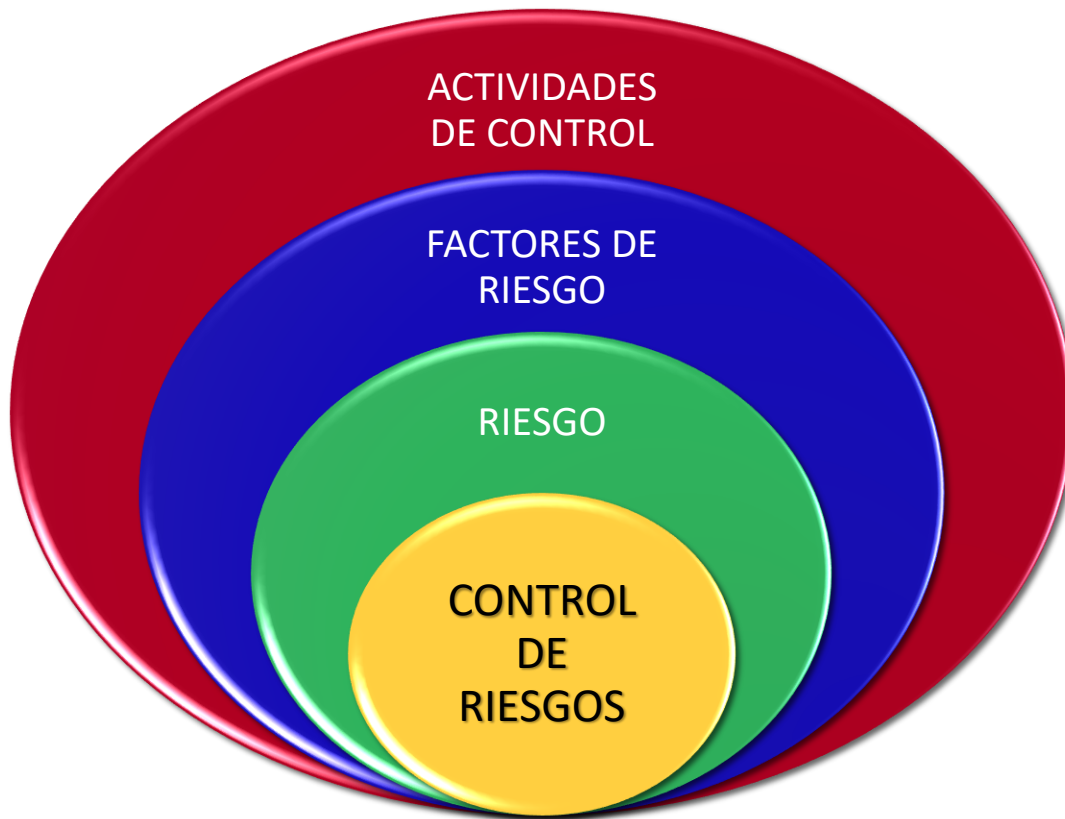 ACTIVIDADES
DE CONTROL
FACTORES DE
RIESGO
RIESGO
CONTROL
DE
RIESGOS